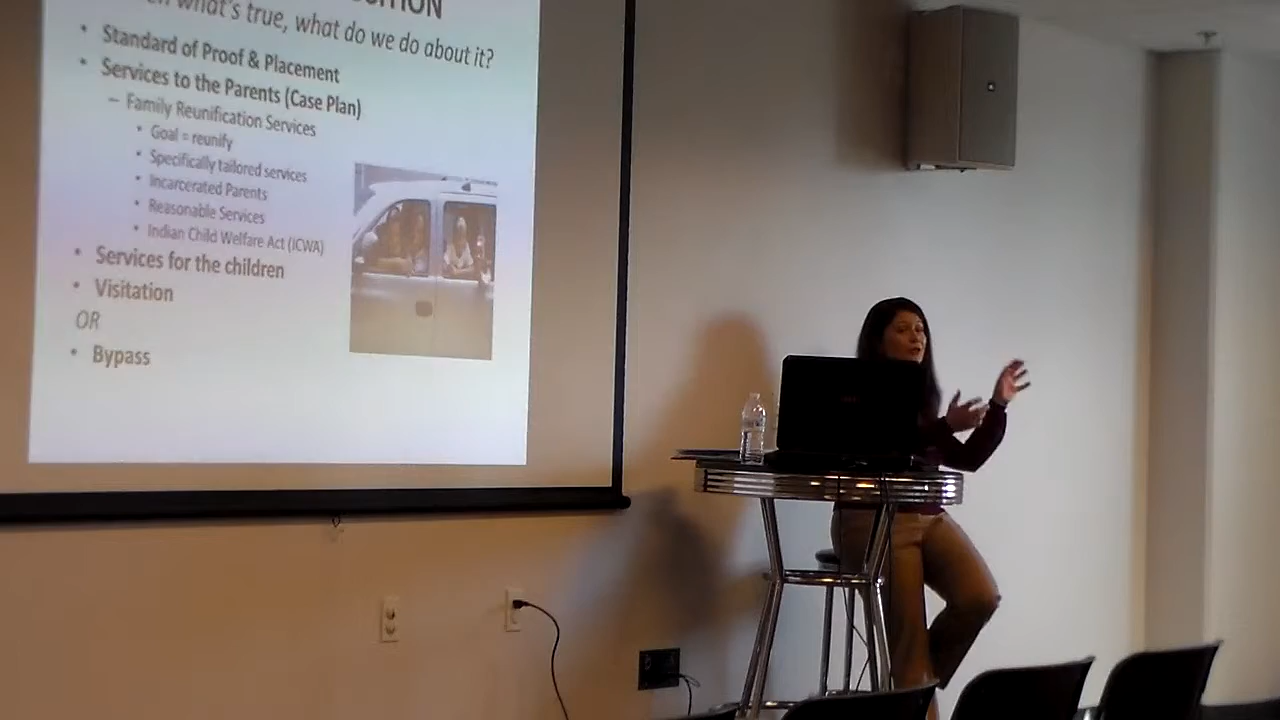 what's true, what do we do about it?
• Standard of Proof & Placement
• Services to the Parents (Case Plan)
– Family Reunification Services
• Goal = reunify
• Specifically tailored services
• Incarcerated Parents
• Reasonable Services
• Indian Child Welfare Act (ICWA)
• Services for the children
• Visitation
OR
• Bypass